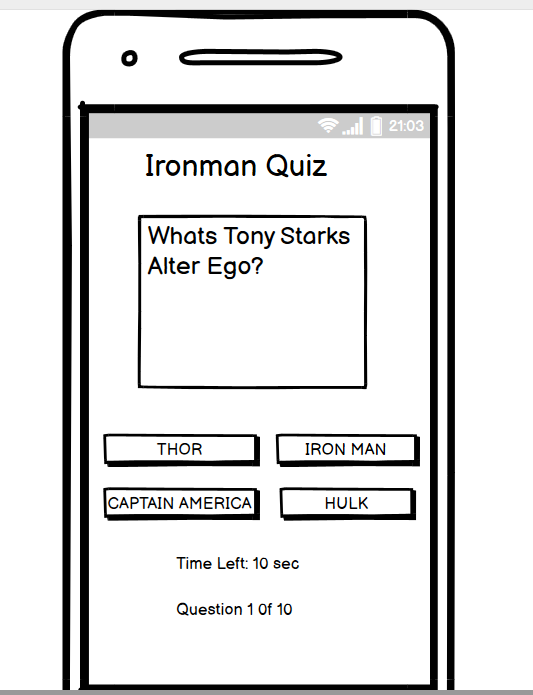 21:03
Ironman Quiz
Whats Tony Starks
Alter Ego?
THOR
IRON MAN
CAPTAIN AMERICA
HULK
Time Left: 10 sec
Question 1 0f 10